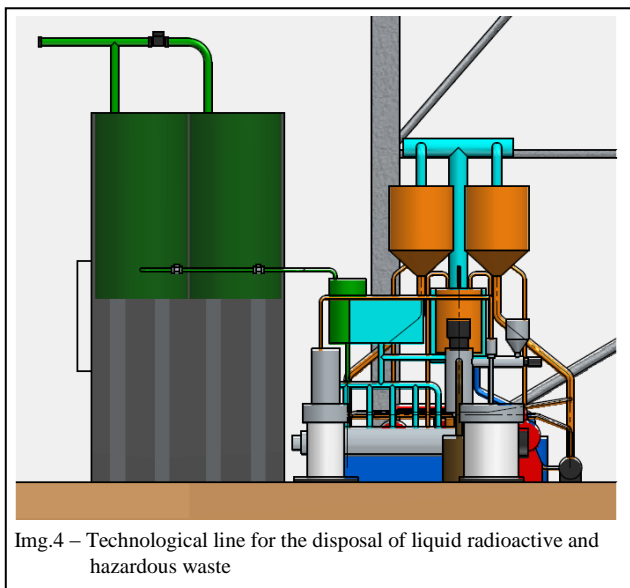 Img.4 – Technological line for the disposal of liquid radioactive and
hazardous waste